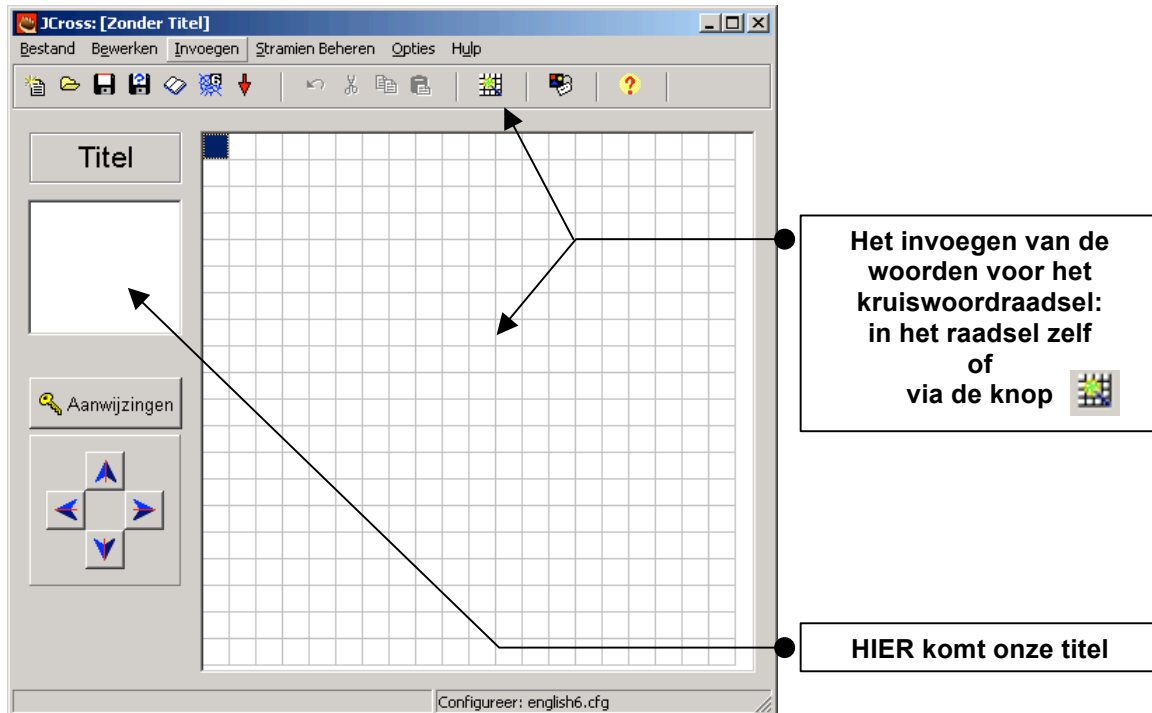 JCross: [Zonder Titel]
Bestand Bewerken Invoegen Stramien Beheren Opties Hulp
Titel
Aanwijzingen
Het invoegen van de
woorden voor het
kruiswoordraadsel:
in het raadsel zelf
of
via de knop
HIER komt onze titel
Configureer: english6.cfg